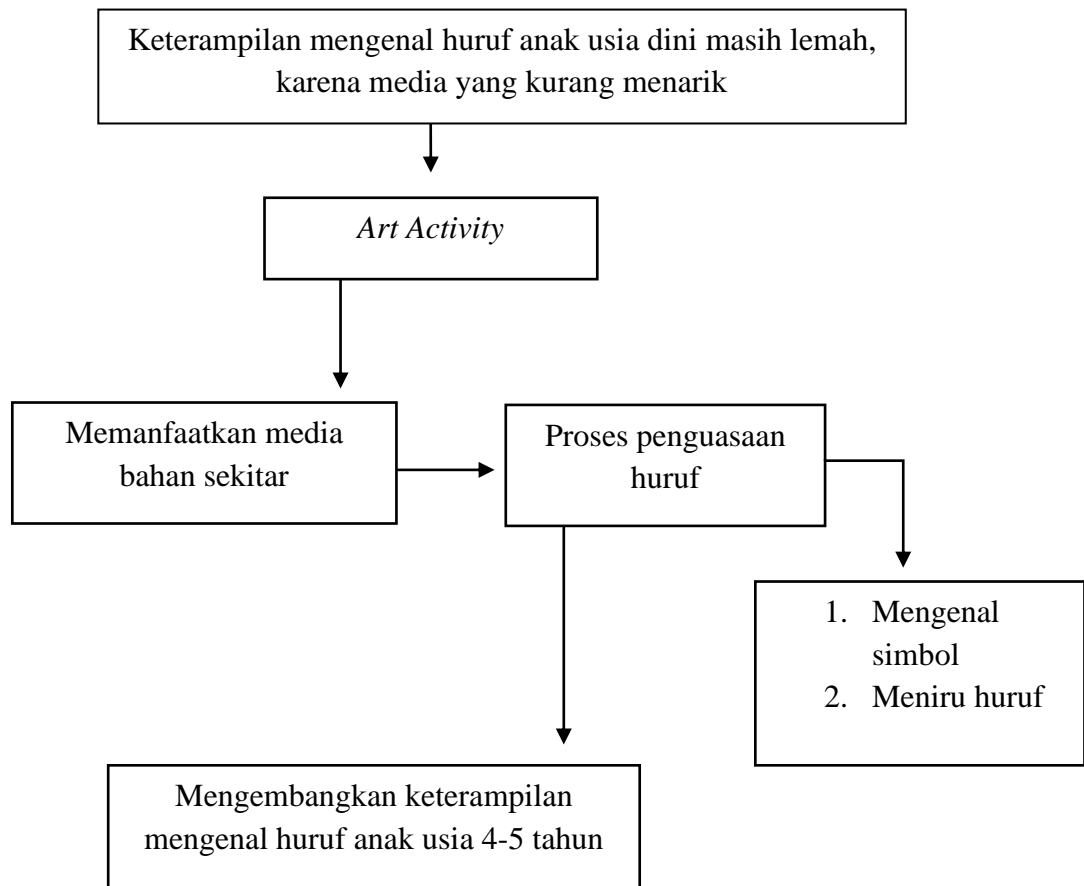 Keterampilan mengenal huruf anak usia dini masih lemah,
karena media yang kurang menarik
Art Activity
Memanfaatkan media
bahan sekitar
Proses penguasaan
huruf
1. Mengenal
simbol
2. Meniru huruf
Mengembangkan keterampilan
mengenal huruf anak usia 4-5 tahun